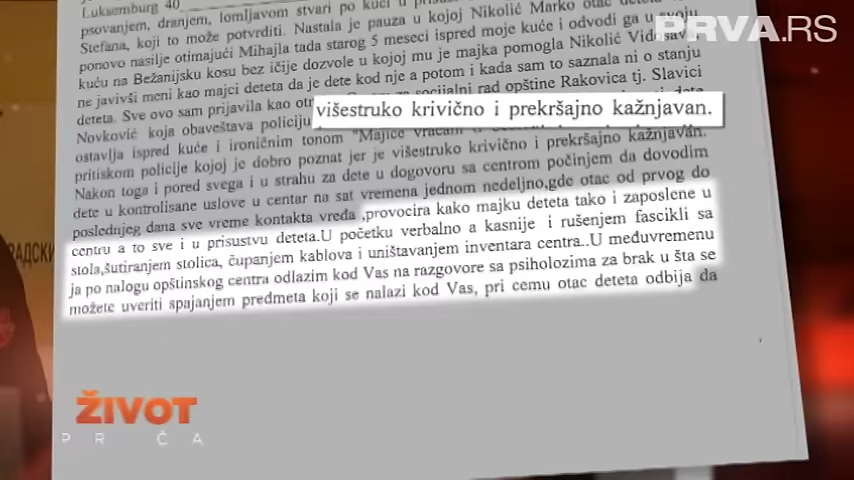 Luksemburg 40
psovanjem, dranjem, lomljavom stvari po kući u
Stefana, koji to može potvrditi. Nastala je pauza u kojoj Nikolić Marko otac
ponovo nasilje otimajući Mihajla tada starog 5 meseci ispred moje kuće i odvodi ga u svoju
kuću na Bežanijsku kosu bez ičije dozvole u kojoj mu je majka pomogla Nikolić Vidosava
ne javivši meni kao majci deteta da je dete kod nje a potom i kada sam to saznala ni o stanju
deteta. Sve ovo sam prijavila kao socijalni rad opštine Rakovica tj. Slavici
Novković koja obaveštava policiju
višestruko krivično i prekršajno kažnjavan.
ostavlja ispred kuće i ironičnim tonom "Majice vraćam
pritiskom policije kojoj je dobro poznat jer je višestruko krivično i prekršajno kažnjavan.
Nakon toga i pored svega i u strahu za dete u dogovoru sa centrom počinjem da dovodim
dete u kontrolisane uslove u centar na sat vremena jednom nedeljno,gde otac od prvog do
poslednjeg dana sve vreme kontakta vređa ,provocira kako majku deteta tako i zaposlene u
centru a to sve i u prisustvu deteta.U početku verbalno a kasnije i rušenjem fascikli sa
stola,šutiranjem stolica, čupanjem kablova i uništavanjem inventara centra..U međuvremenu
ja po nalogu opštinskog centra odlazim kod Vas na razgovore sa psiholozima za brak u šta se
možete uveriti spajanjem predmeta koji se nalazi kod Vas, pri cemu otac deteta odbija da
PRVA.RS
РАДСКИ
ŽIVOT
PRIČA